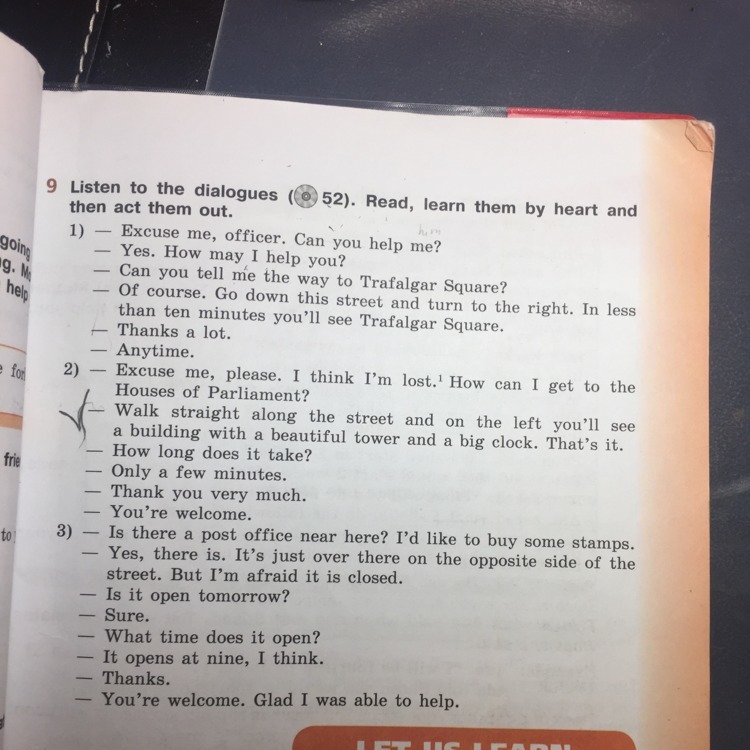 9 Listen to the dialogues ( 52). Read, learn them by heart and
then act them out.
1) — Excuse me, officer. Can you help me?
— Yes. How may I help you?
— Can you tell me the way to Trafalgar Square?
— Of course. Go down this street and turn to the right. In less
than ten minutes you'll see Trafalgar Square.
— Thanks a lot.
— Anytime.
2) — Excuse me, please. I think I'm lost.¹ How can I get to the
Houses of Parliament?
— Walk straight along the street and on the left you'll see
a building with a beautiful tower and a big clock. That's it.
— How long does it take?
— Only a few minutes.
— Thank you very much.
— You're welcome.
3) — Is there a post office near here? I'd like to buy some stamps.
— Yes, there is. It's just over there on the opposite side of the
street. But I'm afraid it is closed.
— Is it open tomorrow?
— Sure.
— What time does it open?
— It opens at nine, I think.
— Thanks.
— You're welcome. Glad I was able to help.
LET US LEARN
going
help
to